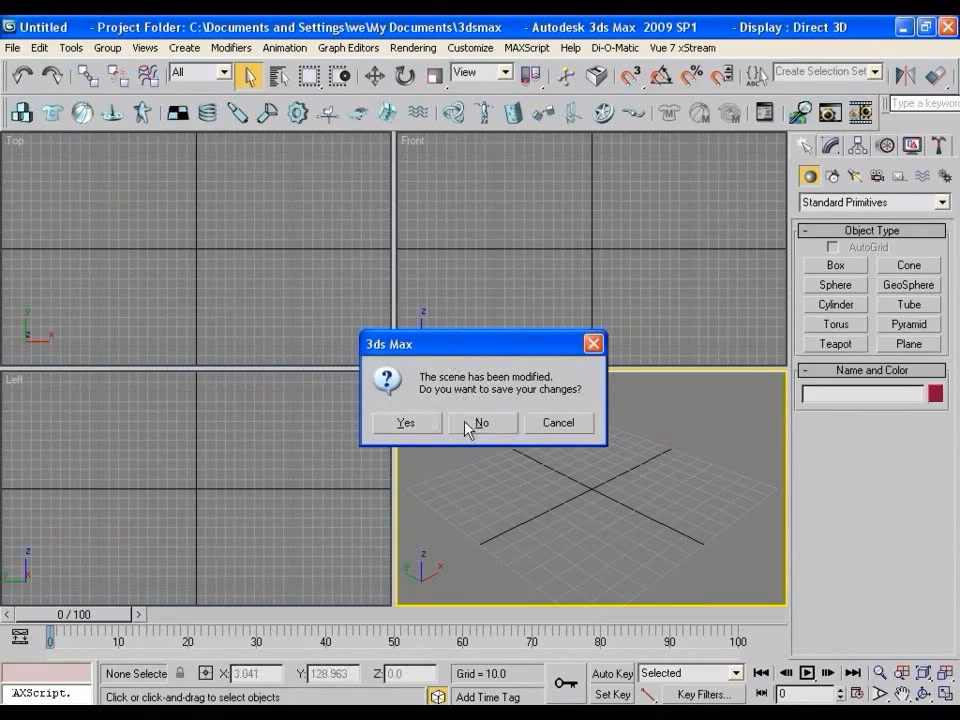 Untitled - Project Folder: C:\Documents and Settings\we\My Documents\3dsmax - Autodesk 3ds Max 2009 SP1 - Display : Direct 3D
File Edit Tools Group Views Create Modifiers Animation Graph Editors Rendering Customize MAXScript Help Di-O-Matic Vue 7 xStream
All View Create Selection Set
Type a keyword
Top Front
Standard Primitives
- Object Type
AutoGrid
Box Cone
Sphere GeoSphere
Cylinder Tube
Torus Pyramid
Teapot Plane
- Name and Color
3ds Max
The scene has been modified.
Do you want to save your changes?
Yes No Cancel
Left
y
z x
z
z
y x
z
y x
< 0 / 100 >
0 10 20 30 40 50 60 70 80 90 100
None Selecte X: 3.041 Y: 128.963 Z: 0.0 Grid = 10.0 Auto Key Selected
AXScript. Click or click-and-drag to select objects Add Time Tag Set Key Key Filters... 0